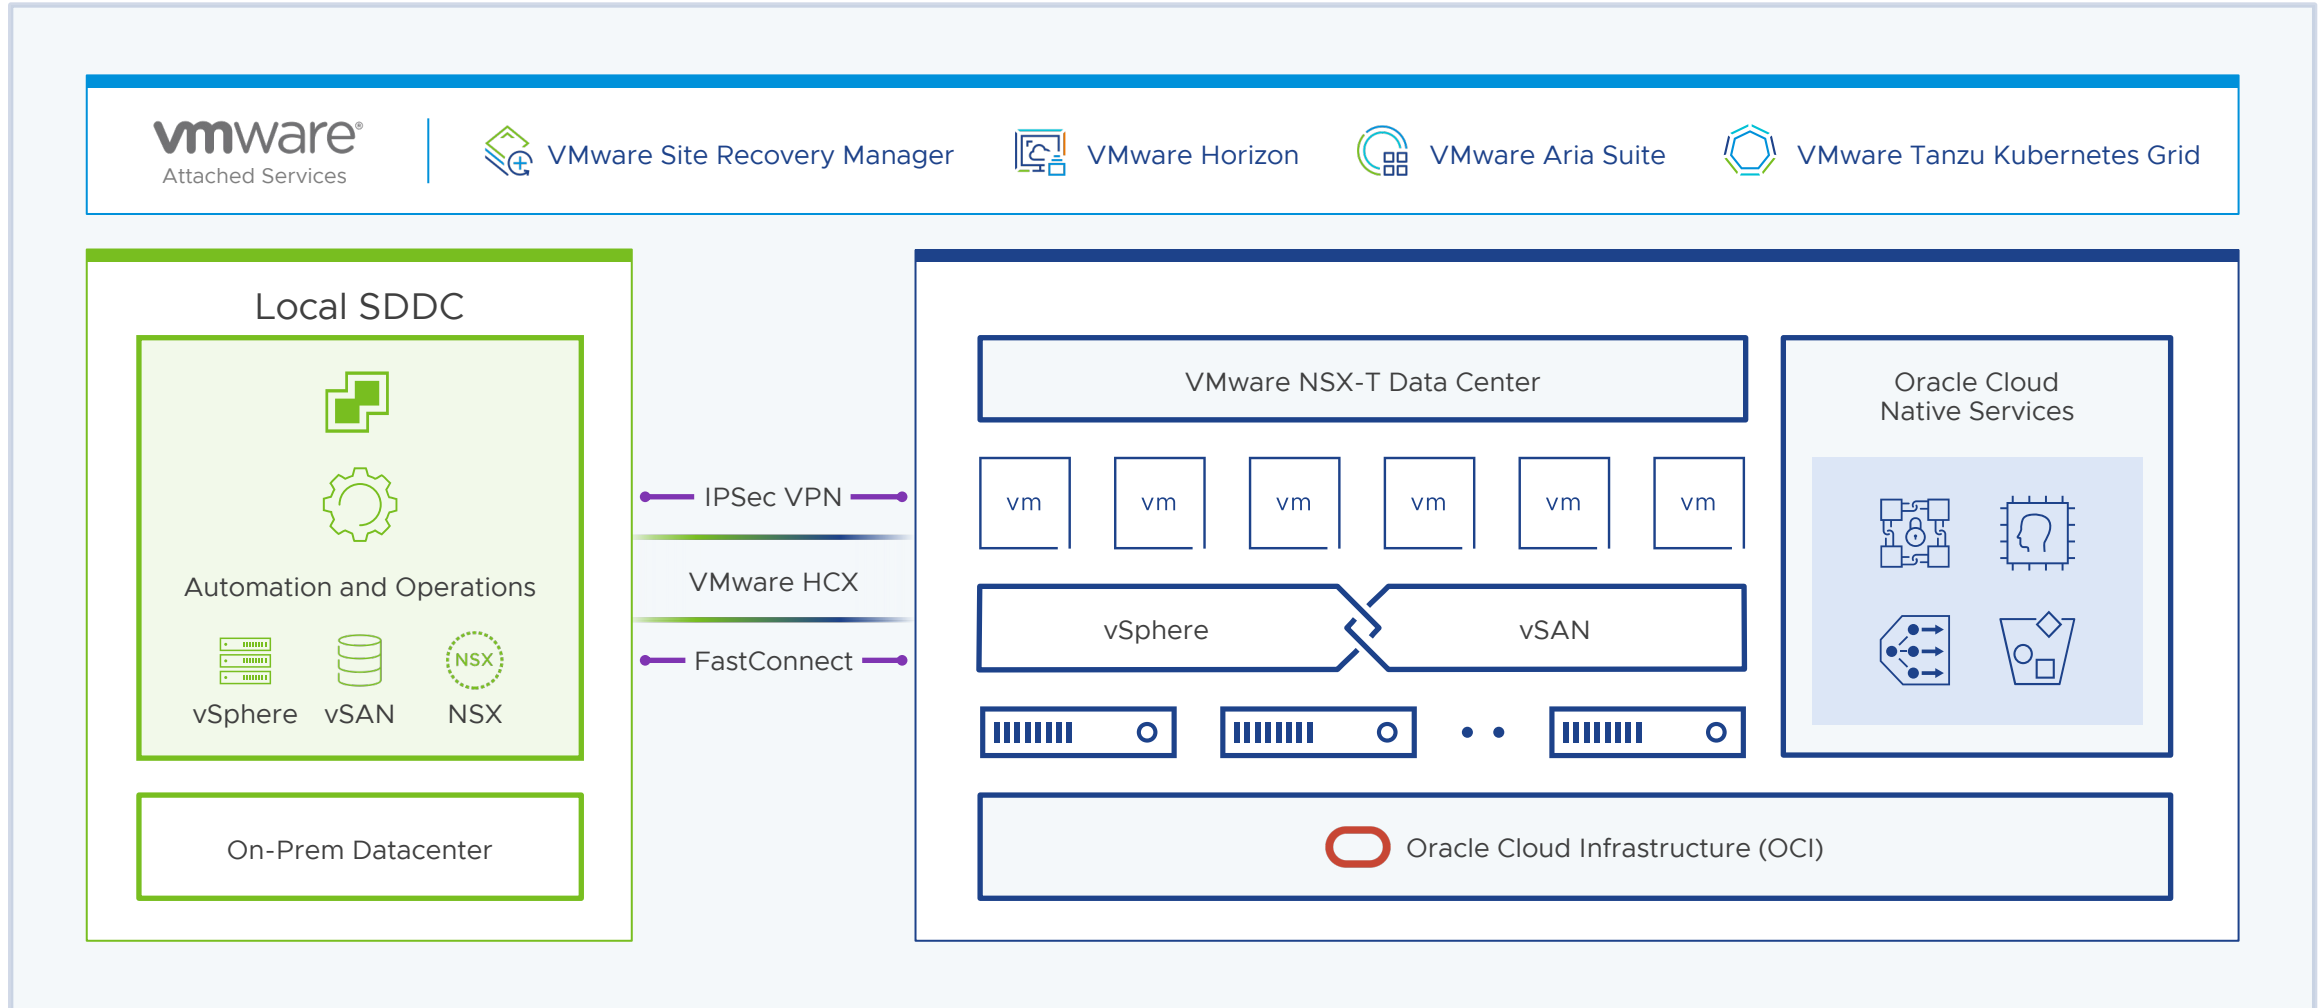 vmware®
Attached Services
VMware Site Recovery Manager
VMware Horizon
VMware Aria Suite
VMware Tanzu Kubernetes Grid
Local SDDC
Automation and Operations
NSX
vSphere
vSAN
NSX
On-Prem Datacenter
IPSec VPN
VMware HCX
FastConnect
VMware NSX-T Data Center
vm
vm
vm
vm
vm
vm
vSphere
vSAN
Oracle Cloud
Native Services
Oracle Cloud Infrastructure (OCI)